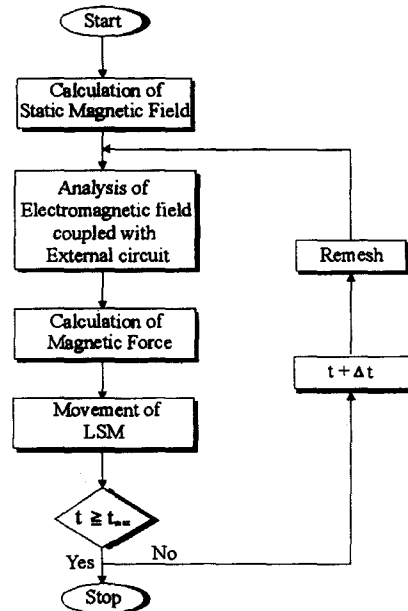 Start
Calculation of
Static Magnetic Field
Analysis of
Electromagnetic field
coupled with
External circuit
Calculation of
Magnetic Force
Movement of
LSM
t ≧ t
Yes
No
Stop
t + Δt
Remesh